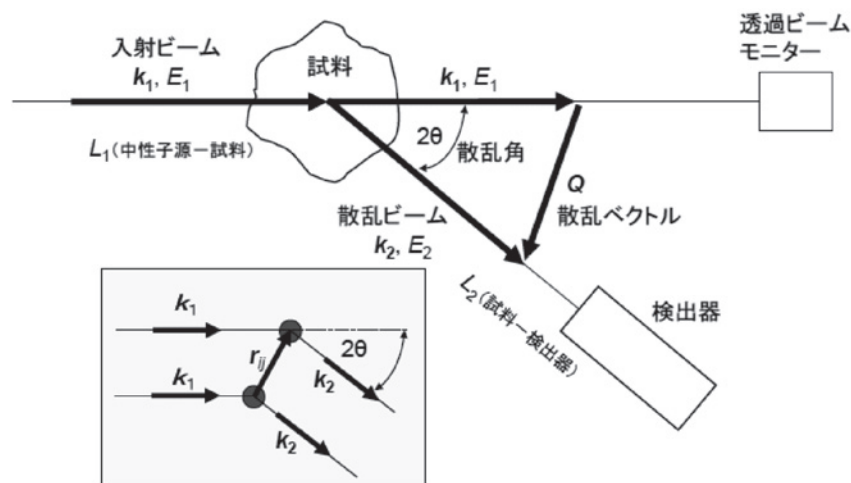 入射ビーム
k₁, E₁
試料
k₁, E₁
透過ビーム
モニター
L₁(中性子源－試料)
2θ
散乱角
Q
散乱ベクトル
散乱ビーム
k₂, E₂
L₂(試料－検出器)
検出器
k₁
2θ
rᵢⱼ
k₁
k₂
k₂